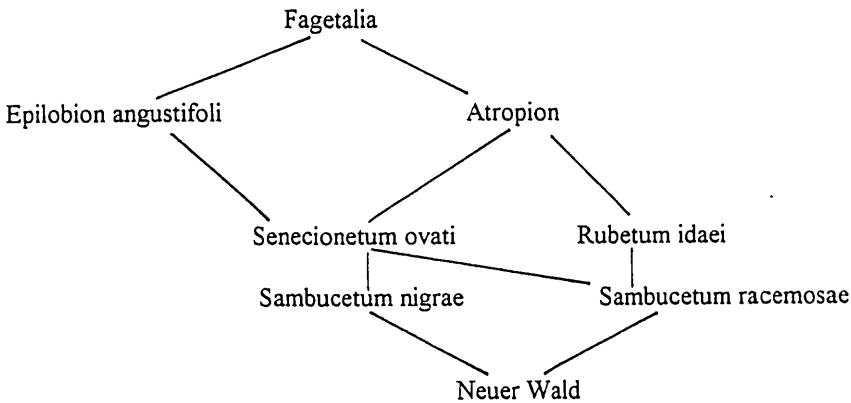 Fagetalia
Epilobion angustifoli
Atropion
Senecionetum ovati
Rubetum idaei
Sambucetum nigrae
Sambucetum racemosae
Neuer Wald